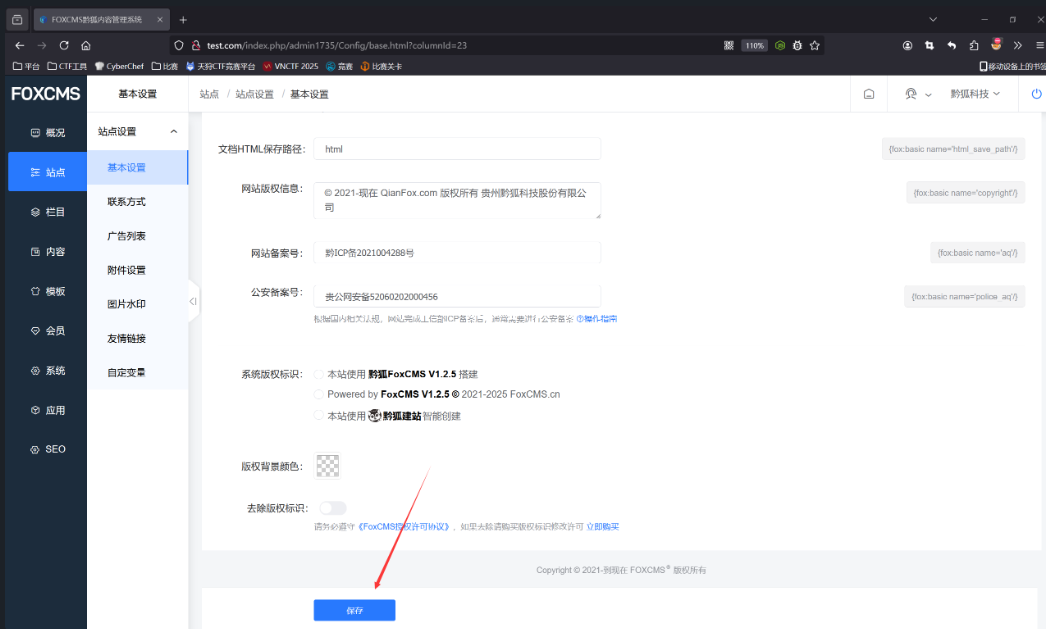 FOXCMS黔狐内容管理系统
test.com/index.php/admin1735/Config/base.html?columnId=23
110%
平台 CTF工具 CyberChef 比赛 天狩CTF竞赛平台 VNCTF 2025 竞赛 比赛关卡 移动设备上的书签
FOXCMS
基本设置
站点 / 站点设置 / 基本设置
黔狐科技
概况
站点
栏目
内容
模板
会员
系统
应用
SEO
站点设置
基本设置
联系方式
广告列表
附件设置
图片水印
友情链接
自定变量
文档HTML保存路径: html {fox:basic name='html_save_path'/}
网站版权信息: © 2021-现在 QianFox.com 版权所有 贵州黔狐科技股份有限公
司
{fox:basic name='copyright'/}
网站备案号: 黔ICP备2021004288号 {fox:basic name='aq'/}
公安备案号: 贵公网安备52060202000456 {fox:basic name='police_aq'/}
根据国内相关法规，网站完成工信部ICP备案后，通常需要进行公安备案 操作指南
系统版权标识: 本站使用 黔狐FoxCMS V1.2.5 搭建
Powered by FoxCMS V1.2.5 © 2021-2025 FoxCMS.cn
本站使用 黔狐建站 智能创建
版权背景颜色:
去除版权标识:
请务必遵守《FoxCMS授权许可协议》，如果去除请购买版权标识修改许可 立即购买
Copyright © 2021-到现在 FOXCMS® 版权所有
保存